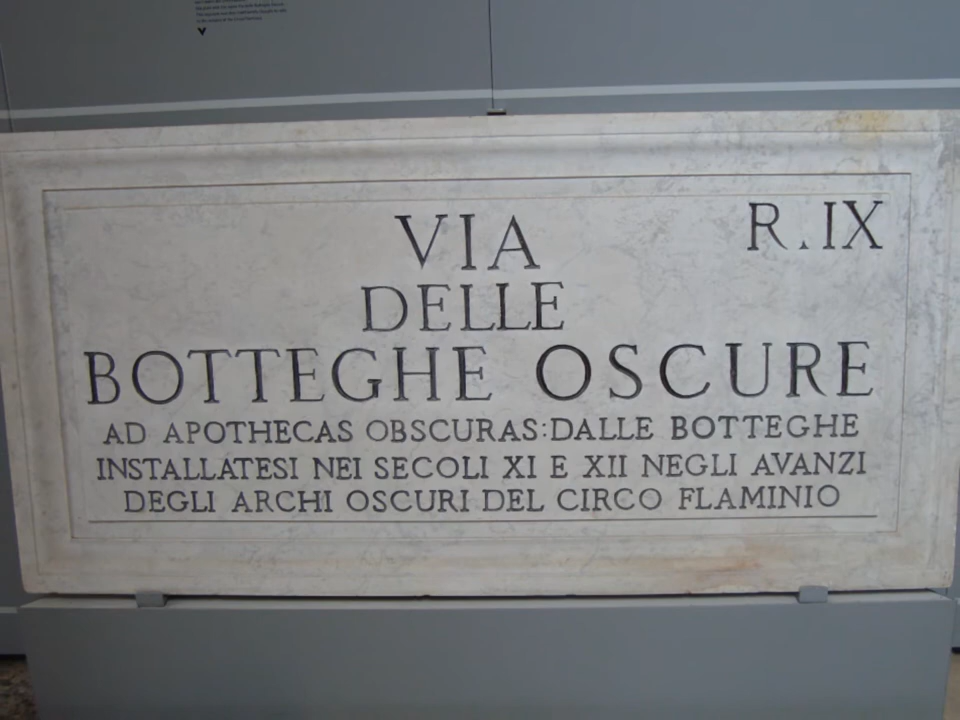 VIA
R.IX
DELLE
BOTTEGHE OSCURE
AD APOTHECAS OBSCURAS:DALLE BOTTEGHE
INSTALLATESI NEI SECOLI XI E XII NEGLI AVANZI
DEGLI ARCHI OSCURI DEL CIRCO FLAMINIO